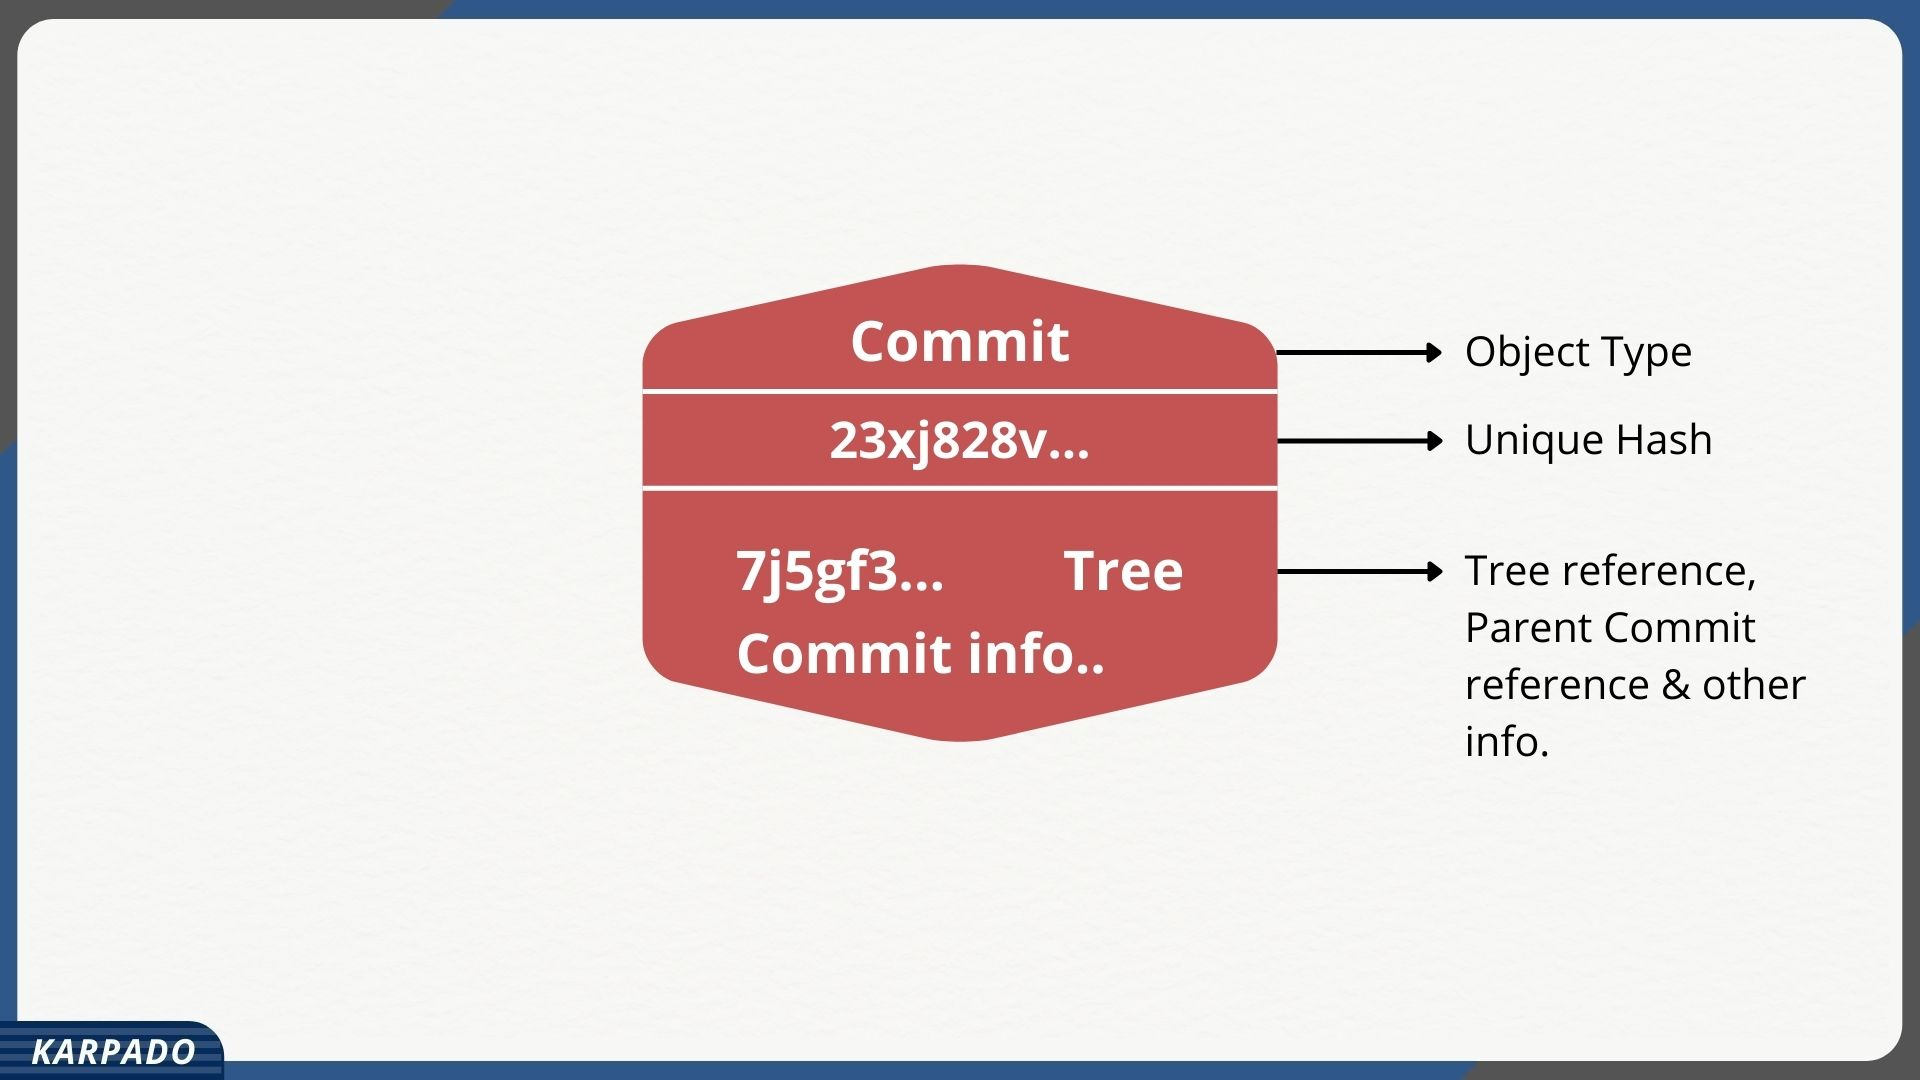 Commit
Object Type
23xj828v...
Unique Hash
7j5gf3... Tree
Commit info..
Tree reference,
Parent Commit
reference & other
info.
KARPADO